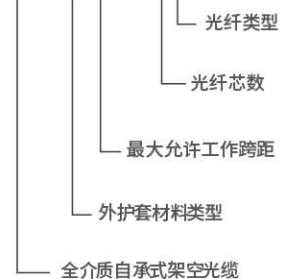 光纤类型
光纤芯数
最大允许工作跨距
外护套材料类型
全介质自承式架空光缆